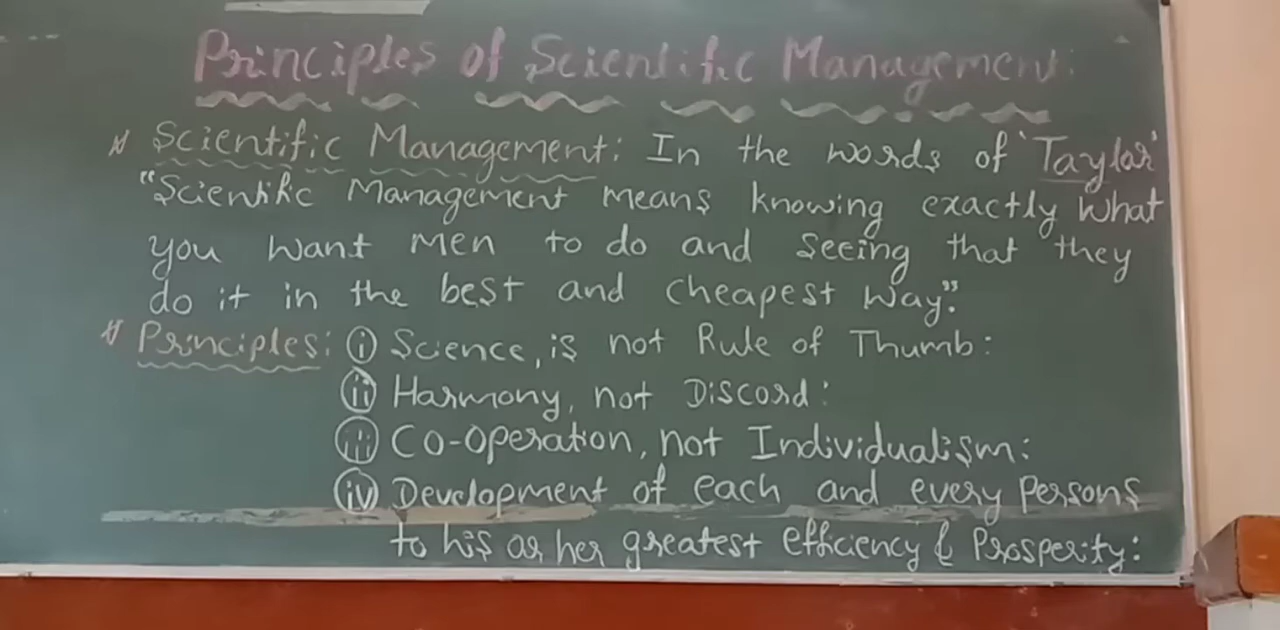 Principles of Scientific Management:
Scientific Management: In the words of 'Taylor'
"Scientific Management means knowing exactly what
you want men to do and seeing that they
do it in the best and cheapest way."
Principles: (i) Science, is not Rule of Thumb:
(ii) Harmony, not Discord:
(iii) Co-operation, not Individualism:
(iv) Development of each and every persons
to his or her greatest efficiency & Prosperity: